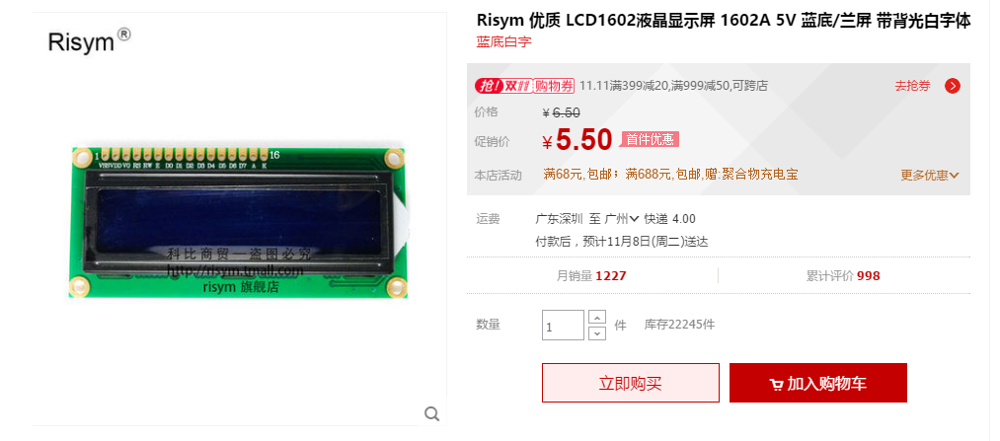 Risym®
1 16
VSS VDD V0 RS RW E D0 D1 D2 D3 D4 D5 D6 D7 A K
科比商贸一盗图必究
http://risym.tmall.com
risym 旗舰店
Risym 优质 LCD1602液晶显示屏 1602A 5V 蓝底/兰屏 带背光白字体
蓝底白字
抢! 双11 购物券 11.11满399减20,满999减50,可跨店 去抢券
价格 ¥ 6.50
促销价 ¥ 5.50 首件优惠
本店活动 满68元,包邮；满688元,包邮,赠:聚合物充电宝 更多优惠
运费 广东深圳 至 广州 快递 4.00
付款后，预计11月8日(周二)送达
月销量 1227 累计评价 998
数量 1 件 库存22245件
立即购买 加入购物车